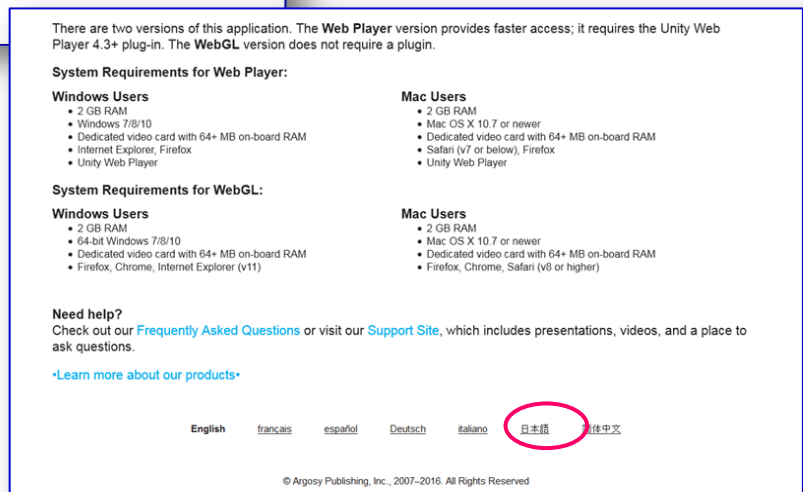 There are two versions of this application. The Web Player version provides faster access; it requires the Unity Web
Player 4.3+ plug-in. The WebGL version does not require a plugin.
System Requirements for Web Player:
Windows Users
• 2 GB RAM
• Windows 7/8/10
• Dedicated video card with 64+ MB on-board RAM
• Internet Explorer, Firefox
• Unity Web Player
Mac Users
• 2 GB RAM
• Mac OS X 10.7 or newer
• Dedicated video card with 64+ MB on-board RAM
• Safari (v7 or below), Firefox
• Unity Web Player
System Requirements for WebGL:
Windows Users
• 2 GB RAM
• 64-bit Windows 7/8/10
• Dedicated video card with 64+ MB on-board RAM
• Firefox, Chrome, Internet Explorer (v11)
Mac Users
• 2 GB RAM
• Mac OS X 10.7 or newer
• Dedicated video card with 64+ MB on-board RAM
• Firefox, Chrome, Safari (v8 or higher)
Need help?
Check out our Frequently Asked Questions or visit our Support Site, which includes presentations, videos, and a place to
ask questions.
•Learn more about our products•
English français español Deutsch italiano 日本語 简体中文
© Argosy Publishing, Inc., 2007–2016. All Rights Reserved